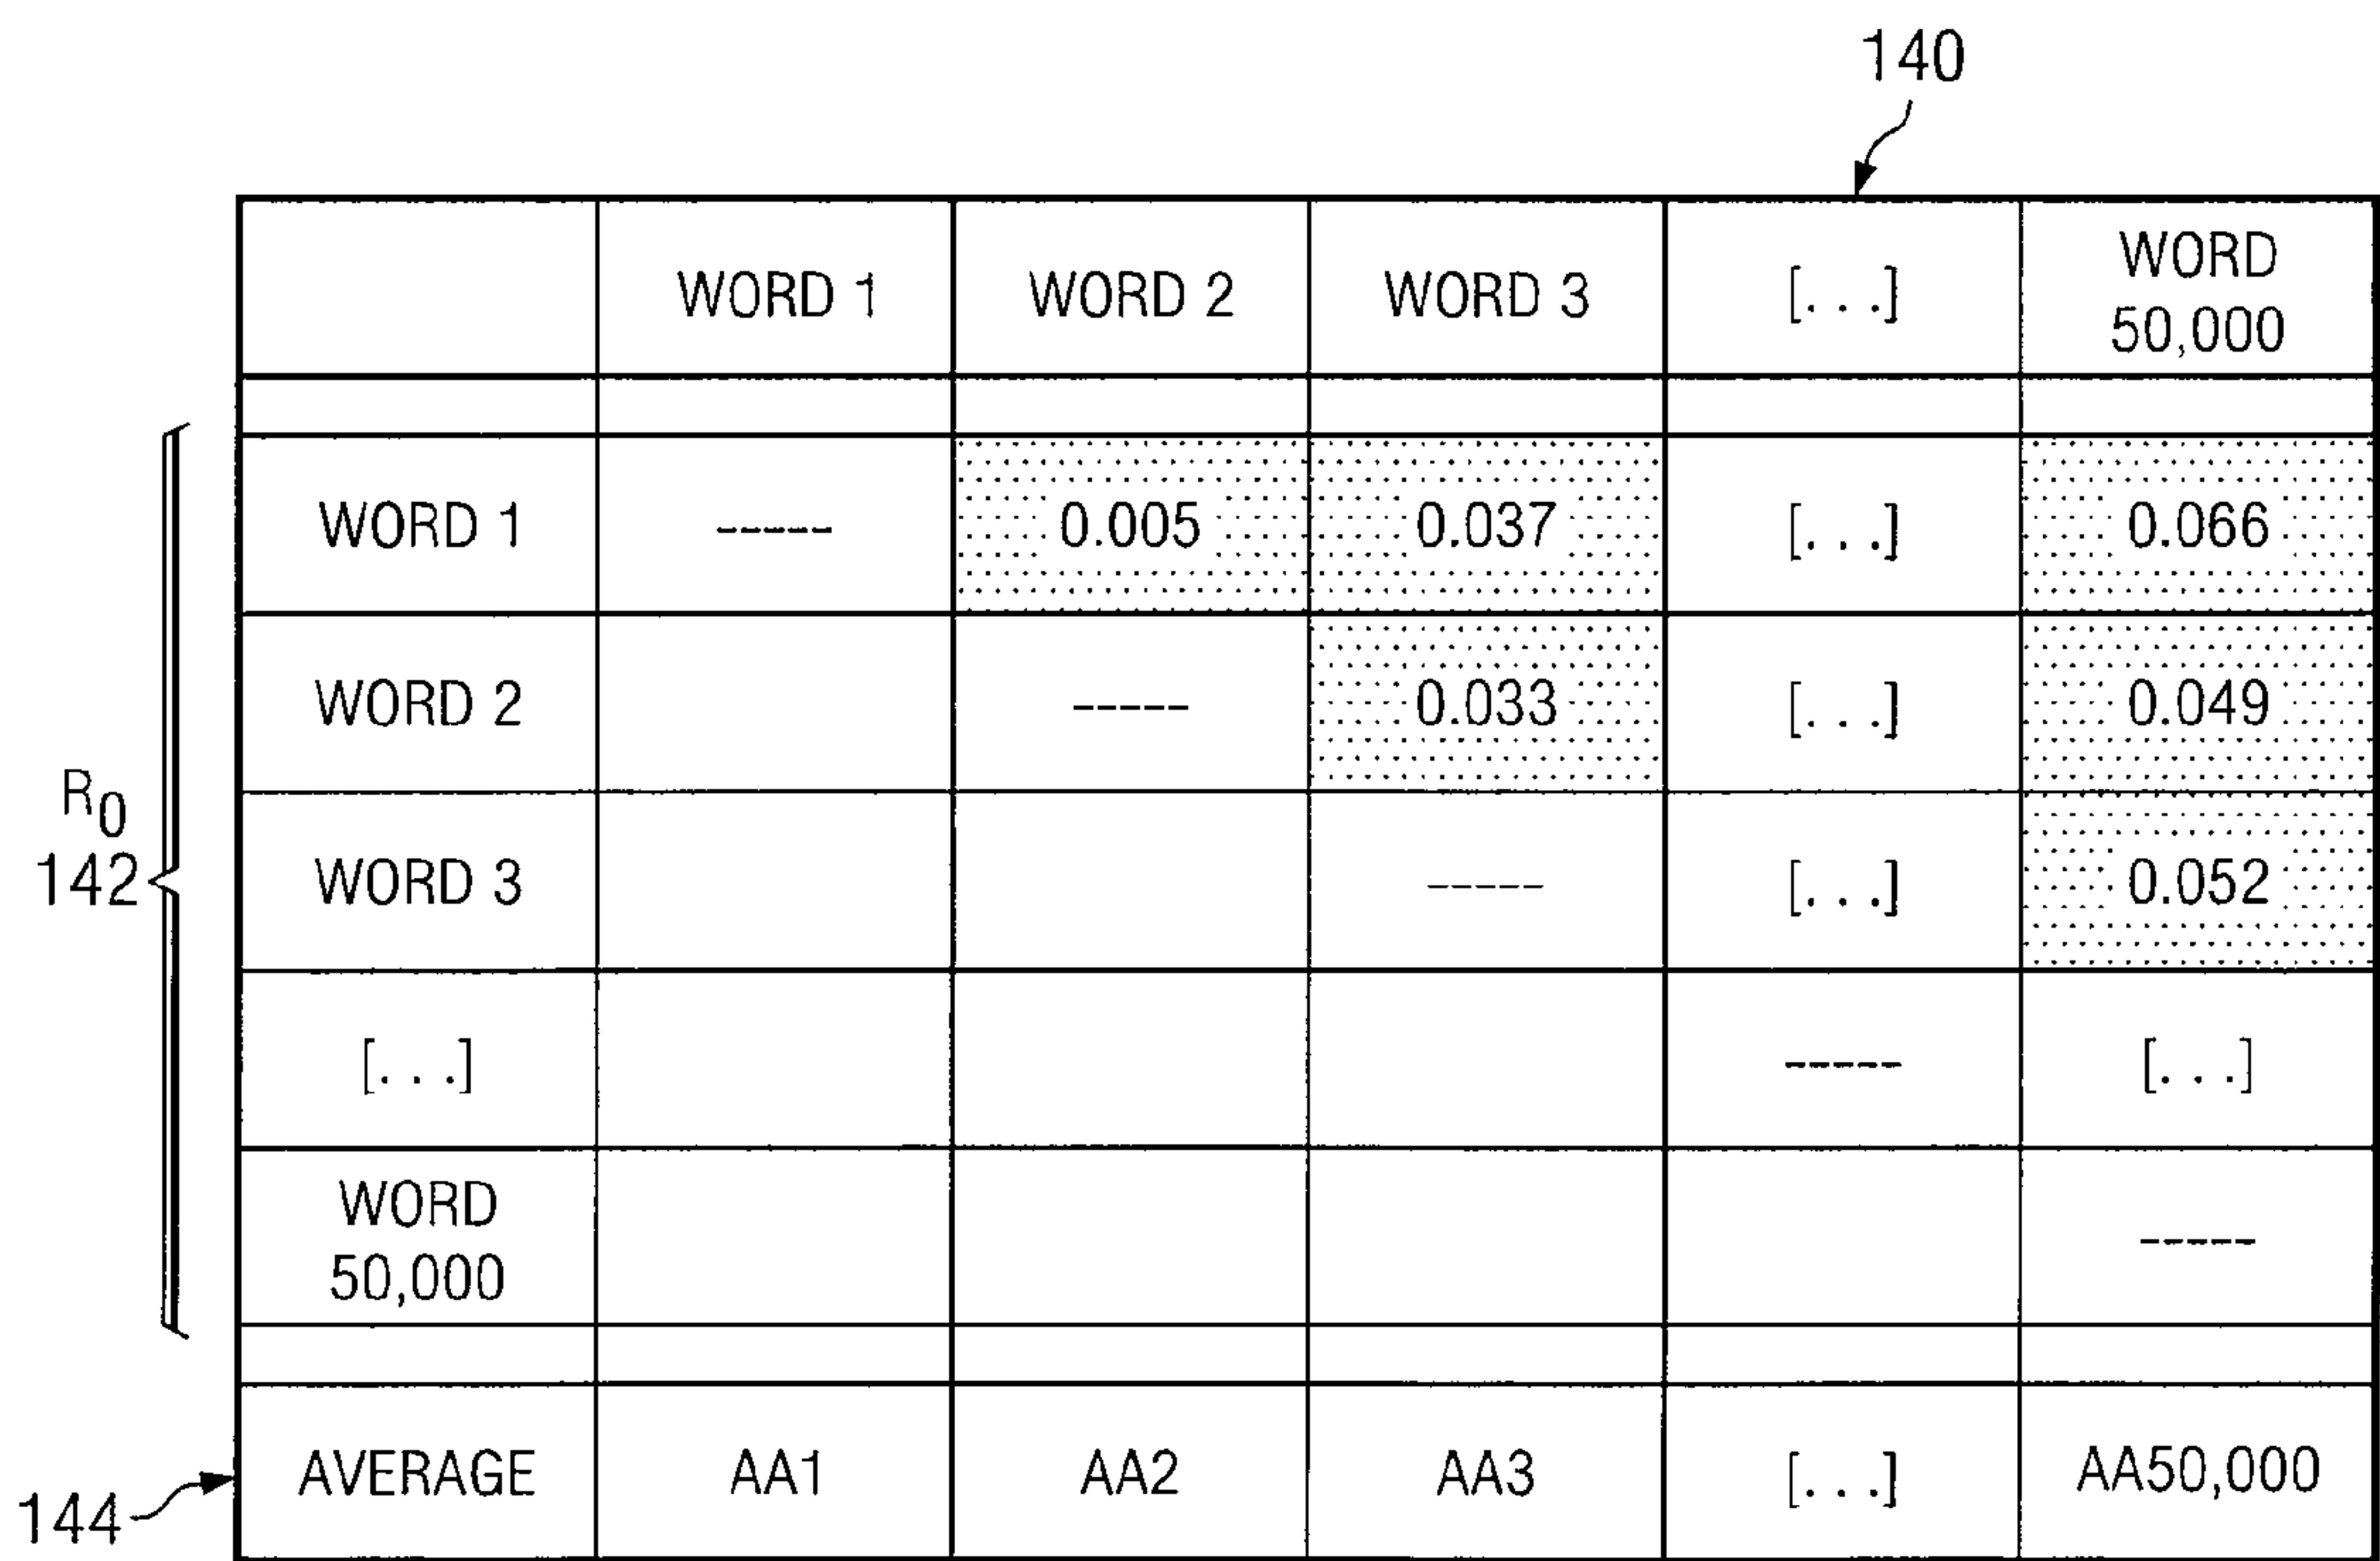 140
WORD 1 WORD 2 WORD 3 [. . .] WORD
50,000
WORD 1 ----- 0.005 0.037 [. . .] 0.066
WORD 2 ----- 0.033 [. . .] 0.049
R0
142
WORD 3 ----- [. . .] 0.052
[. . .] ----- [. . .]
WORD
50,000 -----
AVERAGE AA1 AA2 AA3 [. . .] AA50,000
144